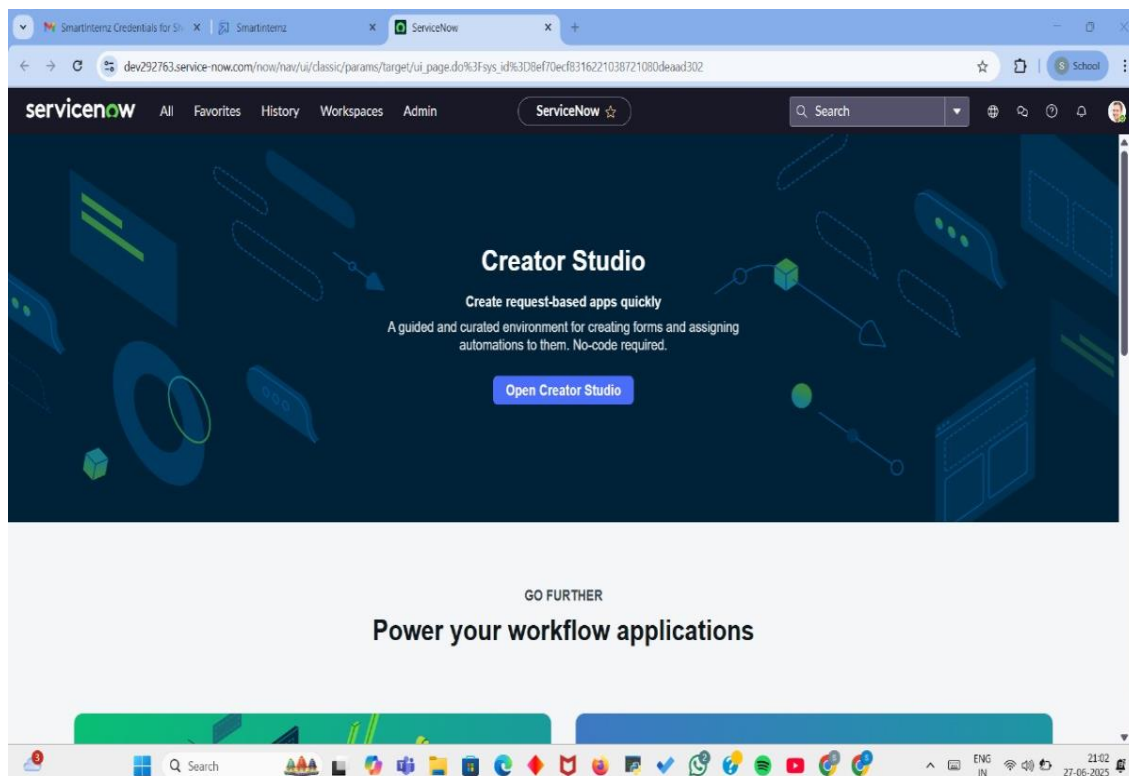 SmartInternz Credentials for Sh
Smartinternz
ServiceNow
dev292763.service-now.com/now/nav/ui/classic/params/target/ui_page.do%3Fsys_id%3D8ef70ecf8316221038721080deaad302
S School
servicenow All Favorites History Workspaces Admin ServiceNow Search
Creator Studio
Create request-based apps quickly
A guided and curated environment for creating forms and assigning
automations to them. No-code required.
Open Creator Studio
GO FURTHER
Power your workflow applications
3
Search
ENG
IN
21:02
27-06-2025